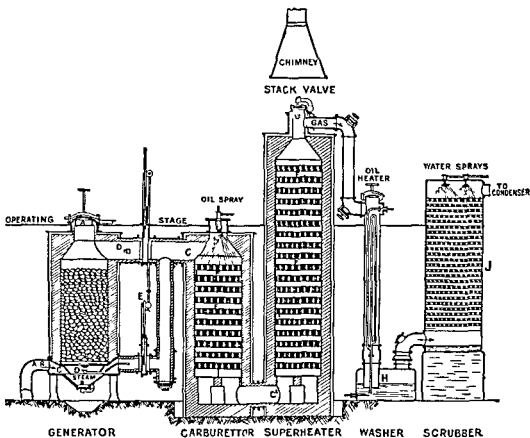 CHIMNEY
STACK VALVE
GAS
OIL
HEATER
WATER SPRAYS
TO
CONDENSER
OPERATING STAGE
OIL SPRAY
A
D
C
E
J
STEAM
H
GENERATOR CARBURETTOR SUPERHEATER WASHER SCRUBBER